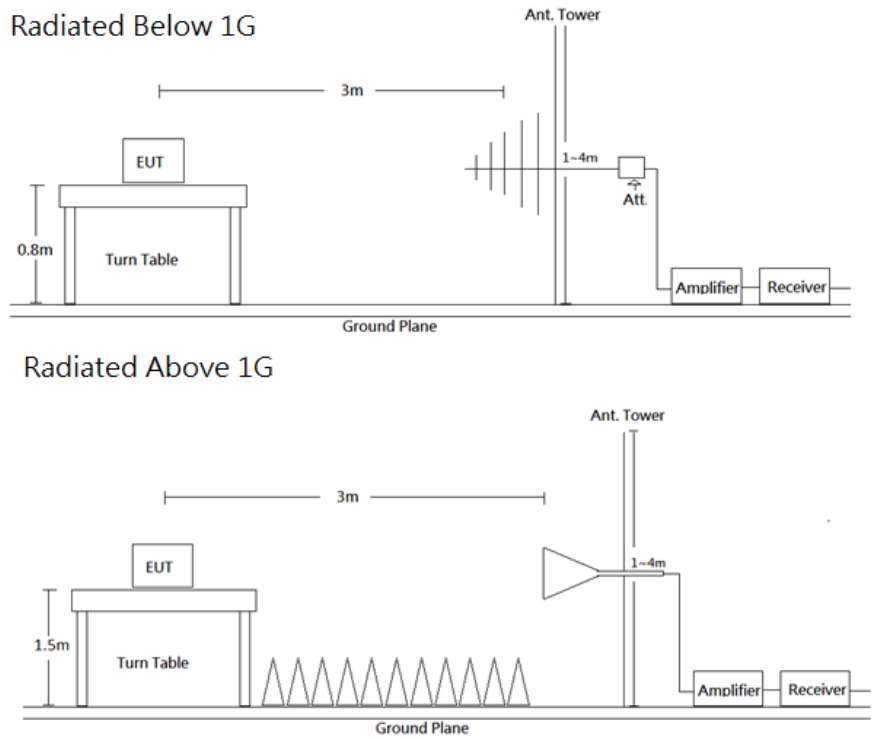 Radiated Below 1G
Ant. Tower
3m
EUT
1~4m
Att.
0.8m
Turn Table
Amplifier
Receiver
Ground Plane
Radiated Above 1G
Ant. Tower
3m
EUT
1~4m
1.5m
Turn Table
Amplifier
Receiver
Ground Plane